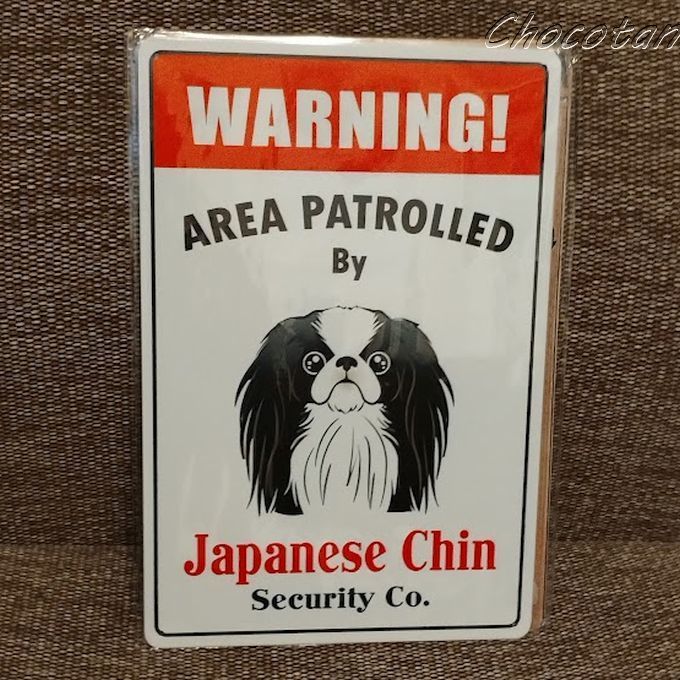 Chocotan
WARNING!
AREA PATROLLED
By
Japanese Chin
Security Co.